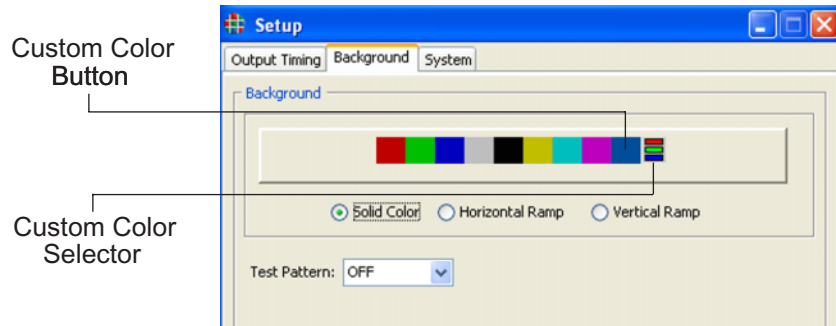 Setup
Custom Color
Button
Output Timing Background System
Background
Solid Color Horizontal Ramp Vertical Ramp
Custom Color
Selector
Test Pattern: OFF